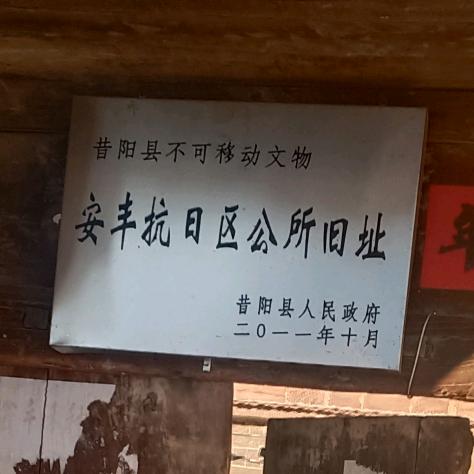 昔阳县不可移动文物
安丰抗日区公所旧址
昔阳县人民政府
二〇一一年十月